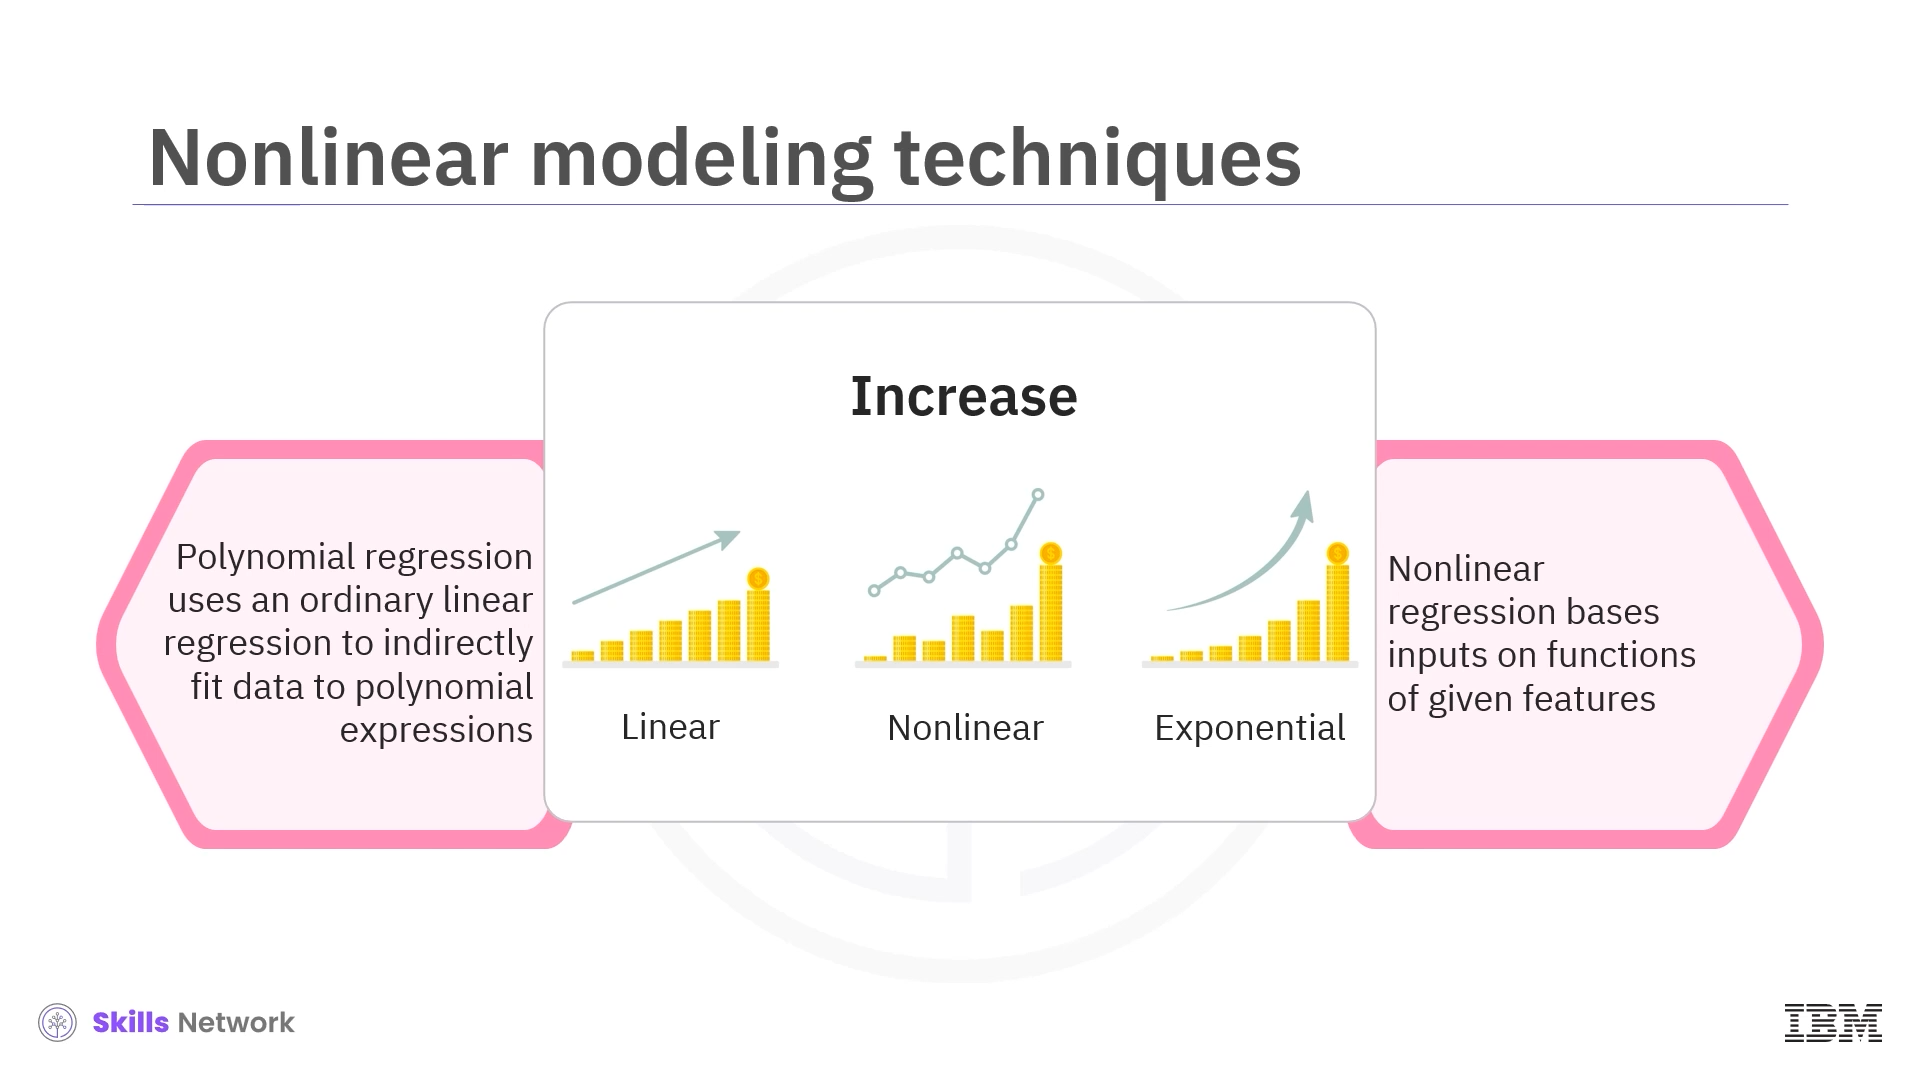 Nonlinear modeling techniques
Polynomial regression
uses an ordinary linear
regression to indirectly
fit data to polynomial
expressions
Increase
$
$
$
Linear
Nonlinear
Exponential
Nonlinear
regression bases
inputs on functions
of given features
Skills Network
IBM